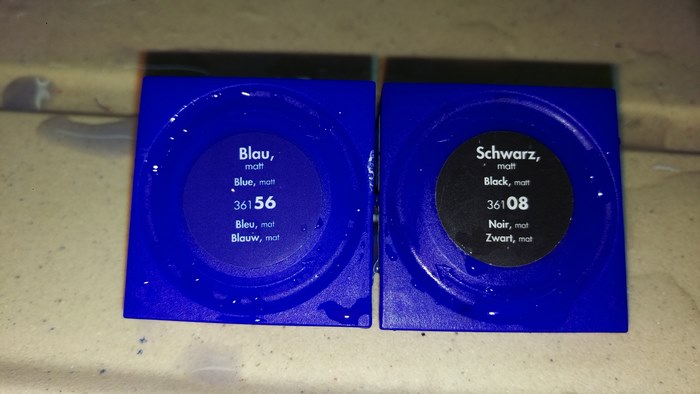 Blau,
matt
Blue, matt
36156
Bleu, mat
Blauw, mat
Schwarz,
matt
Black, matt
36108
Noir, mat
Zwart, mat